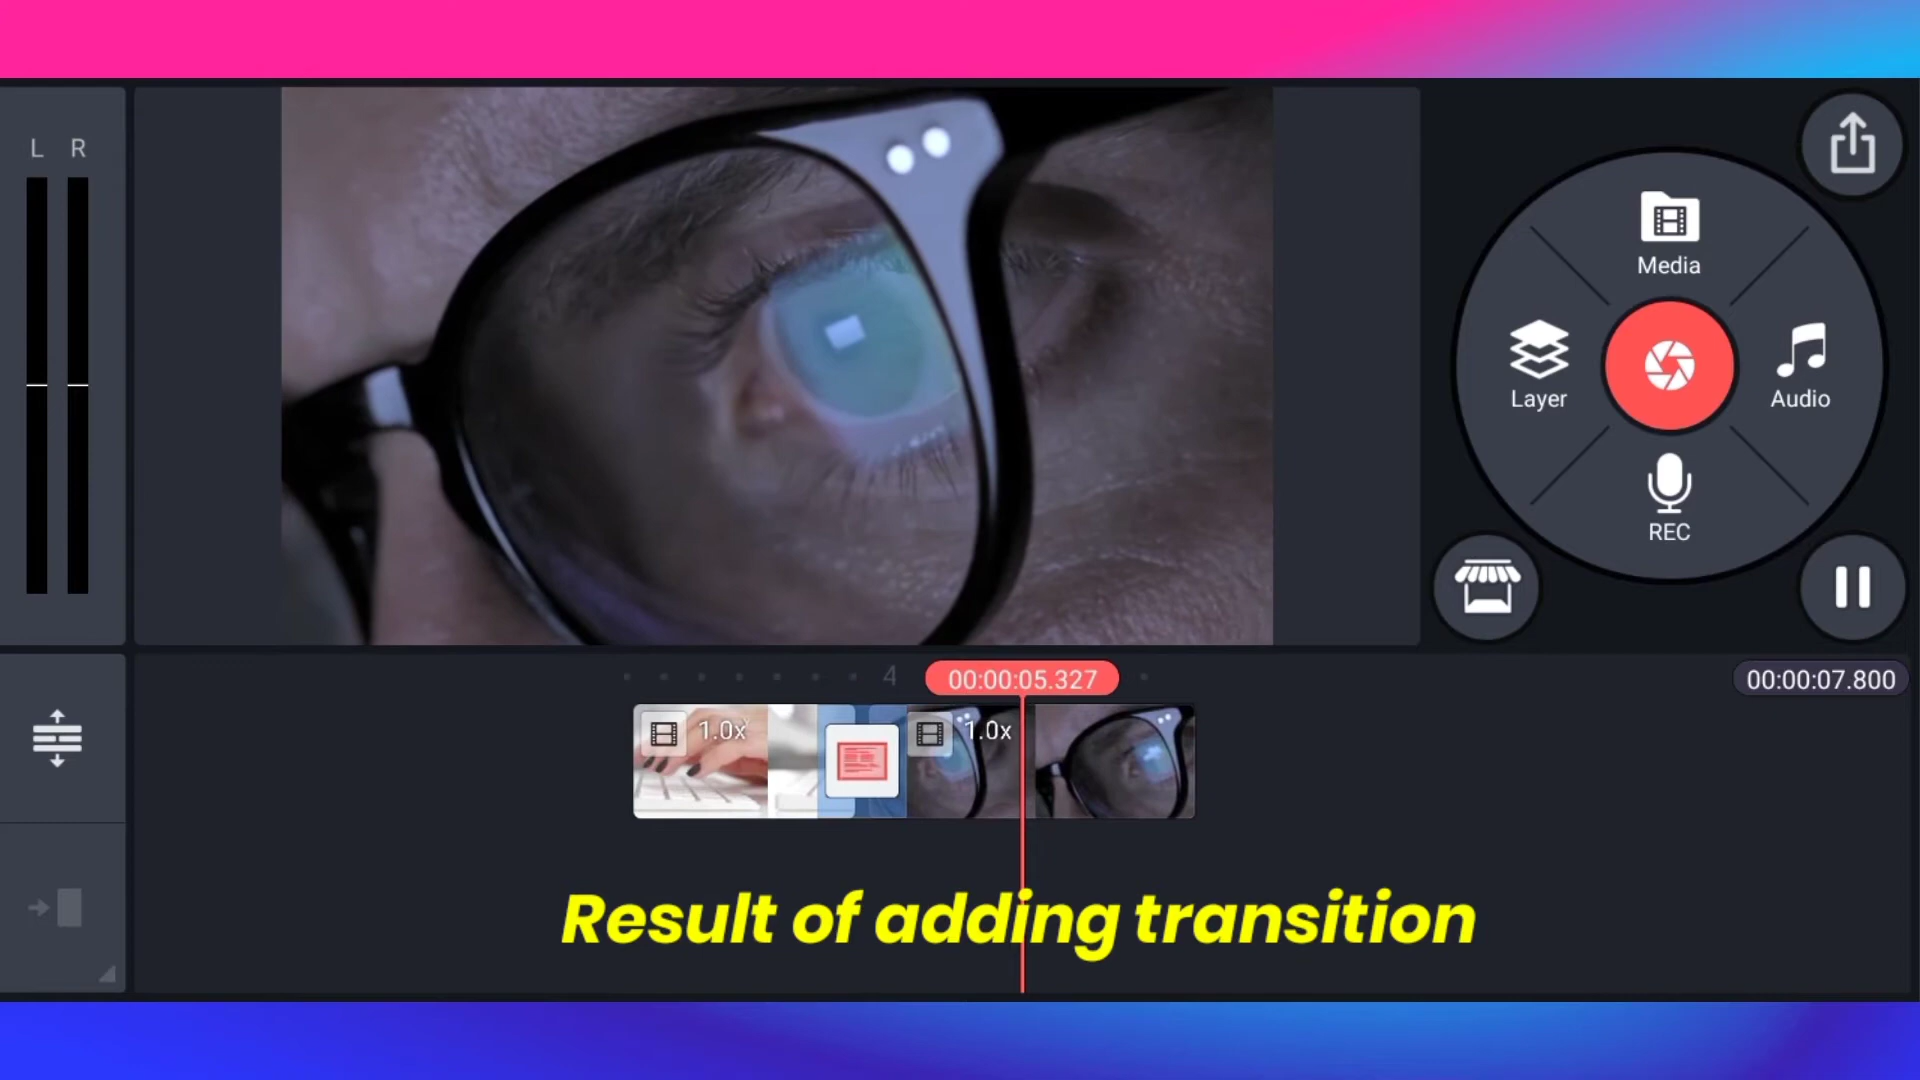 L R
Media
Layer
Audio
REC
4
00:00:05.327
00:00:07.800
1.0x
1.0x
Result of adding transition